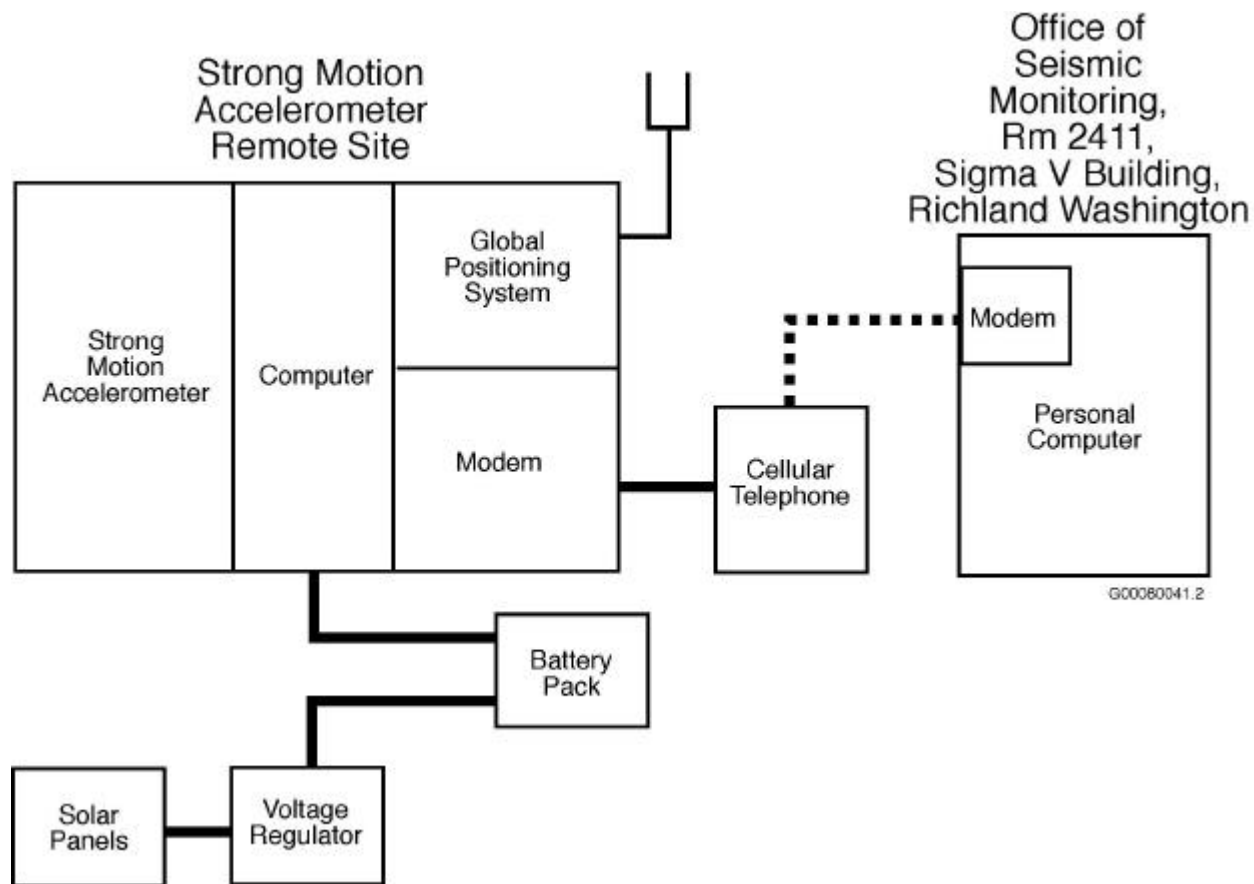 Strong Motion
Accelerometer
Remote Site
Office of
Seismic
Monitoring,
Rm 2411,
Sigma V Building,
Richland Washington
Strong
Motion
Accelerometer
Computer
Global
Positioning
System
Modem
Cellular
Telephone
Modem
Personal
Computer
G00080041.2
Battery
Pack
Solar
Panels
Voltage
Regulator